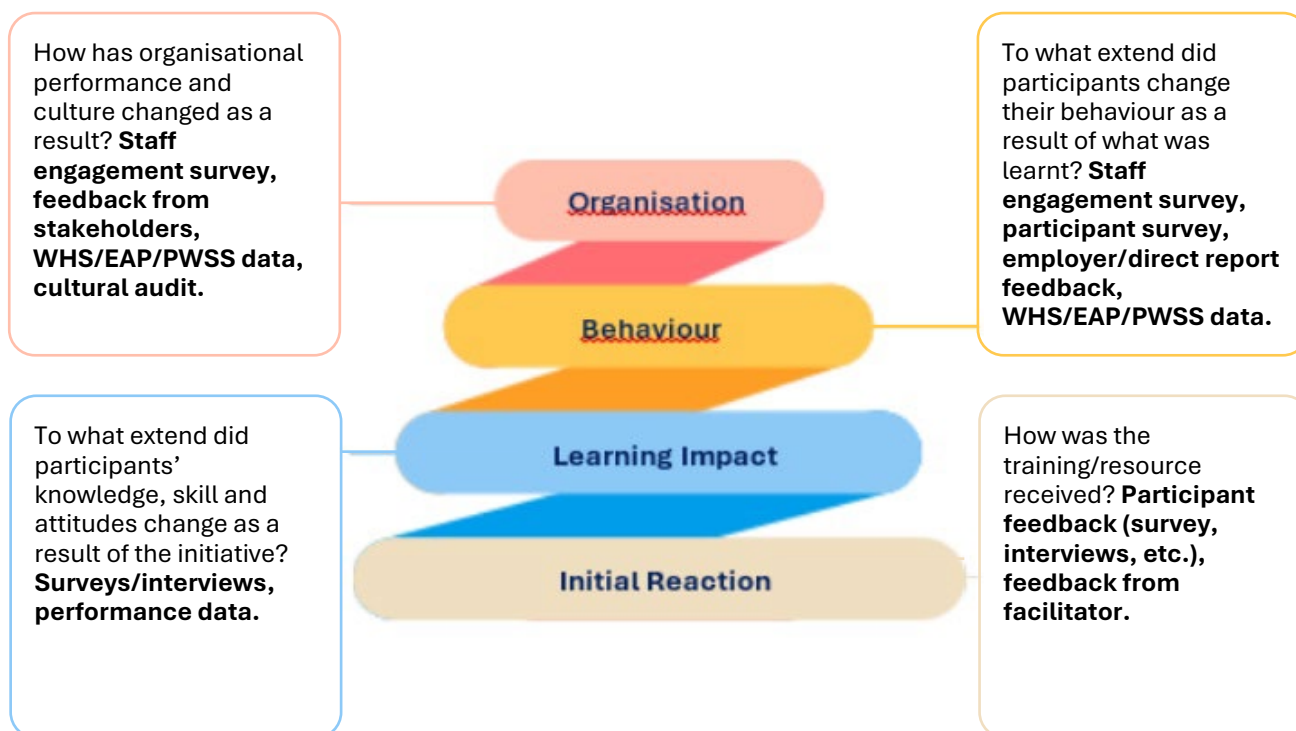 How has organisational
performance and
culture changed as a
result? Staff
engagement survey,
feedback from
stakeholders,
WHS/EAP/PWSS data,
cultural audit.
To what extend did
participants change
their behaviour as a
result of what was
learnt? Staff
engagement survey,
participant survey,
employer/direct report
feedback,
WHS/EAP/PWSS data.
Organisation
Behaviour
Learning Impact
Initial Reaction
To what extend did
participants’
knowledge, skill and
attitudes change as a
result of the initiative?
Surveys/interviews,
performance data.
How was the
training/resource
received? Participant
feedback (survey,
interviews, etc.),
feedback from
facilitator.